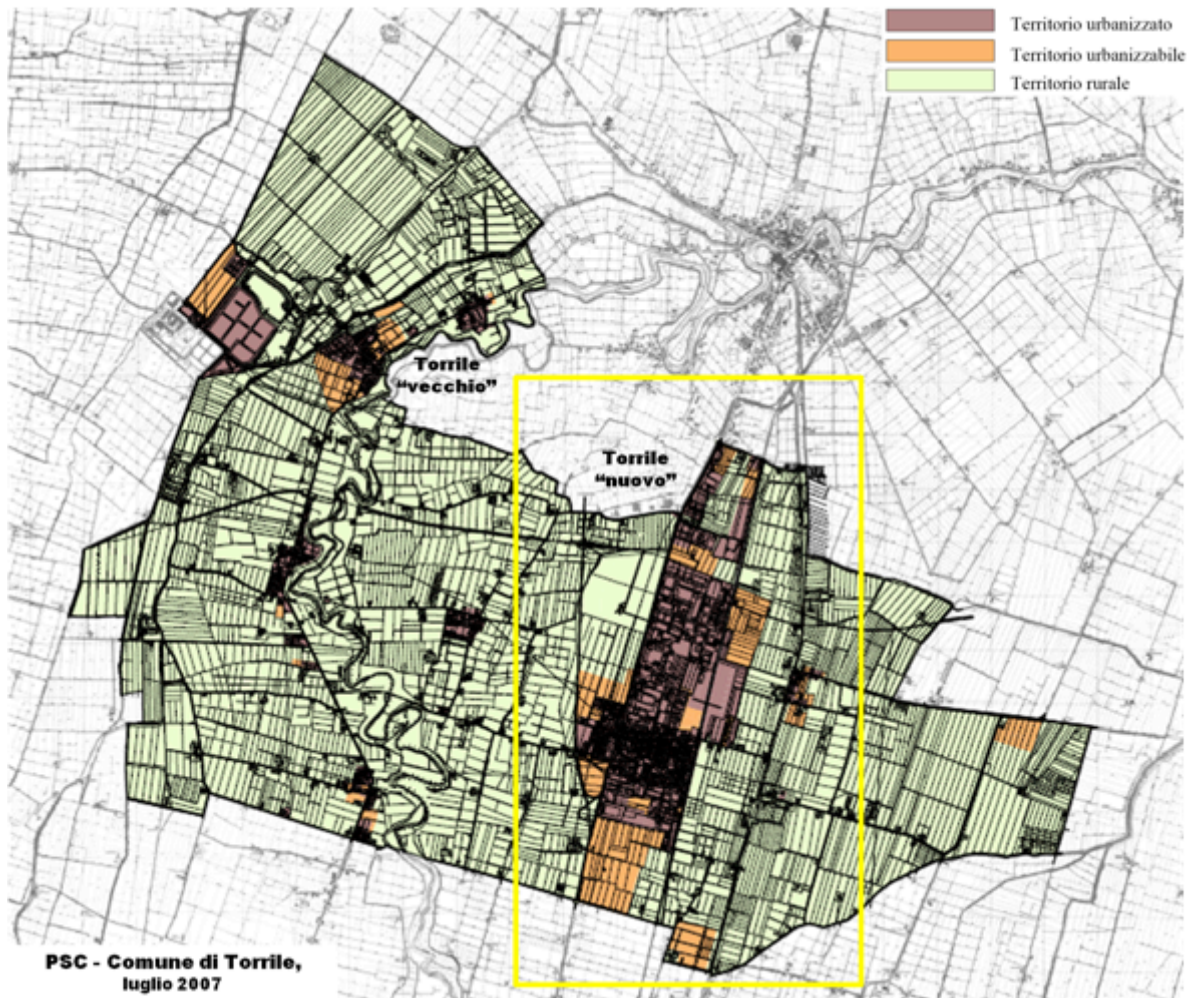 Territorio urbanizzato
Territorio urbanizzabile
Territorio rurale
Torrile
“vecchio”
Torrile
“nuovo”
PSC - Comune di Torrile,
luglio 2007